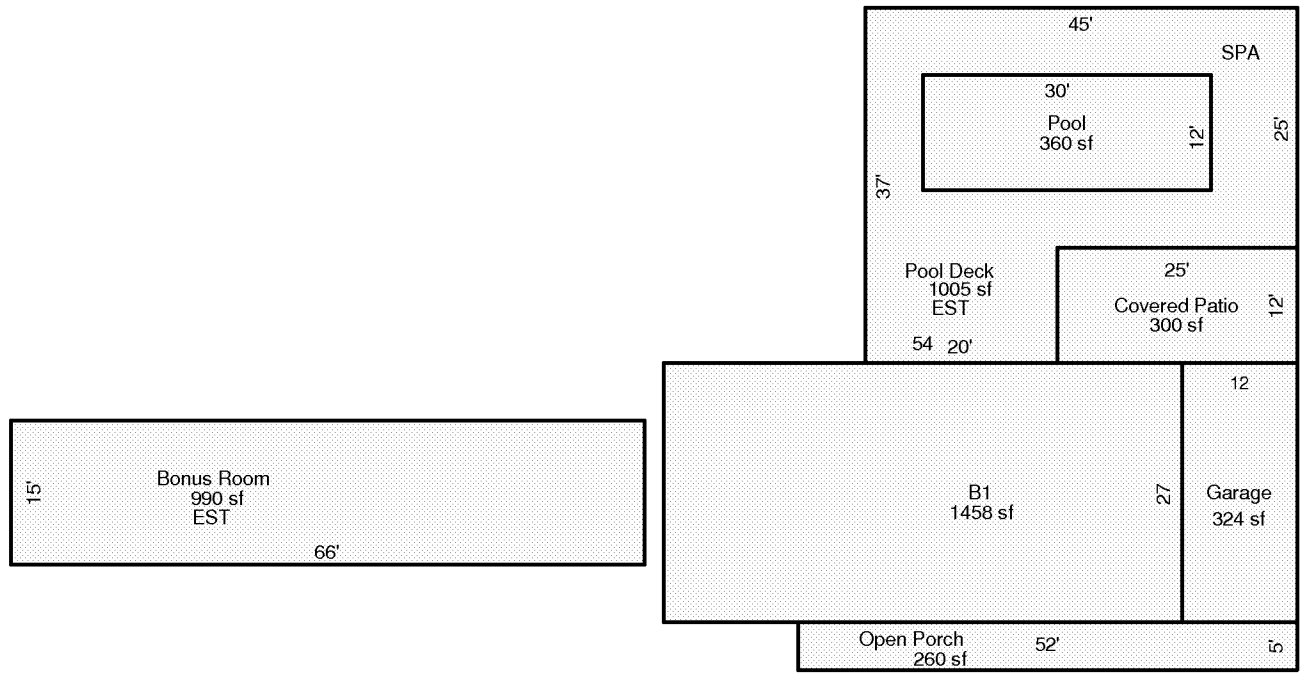 45'
SPA
30'
Pool
360 sf
12'
25'
37'
Pool Deck
1005 sf
EST
25'
Covered Patio
300 sf
12'
54 20'
12
Bonus Room
990 sf
EST
15'
66'
B1
1458 sf
27
Garage
324 sf
Open Porch
260 sf
52'
5'